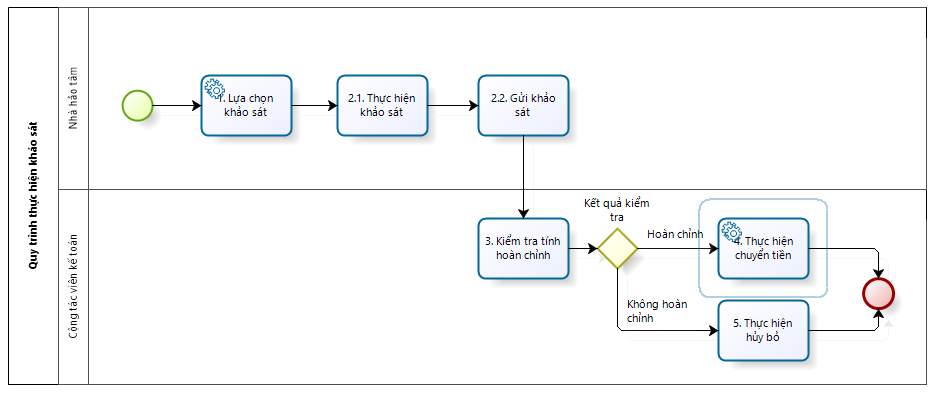 Quy trình thực hiện khảo sát
Nhà hảo tâm
1. Lựa chọn
khảo sát
2.1. Thực hiện
khảo sát
2.2. Gửi khảo
sát
Cộng tác viên kế toán
3. Kiểm tra tính
hoàn chỉnh
Kết quả kiểm
tra
Hoàn chỉnh
4. Thực hiện
chuyển tiền
Không hoàn
chỉnh
5. Thực hiện
hủy bỏ